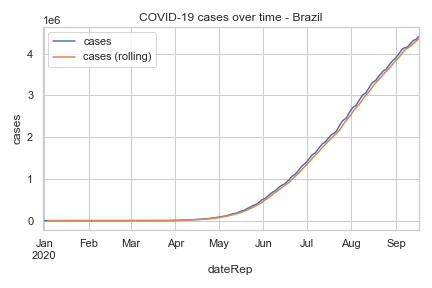 COVID-19 cases over time - Brazil
1e6
cases
cases (rolling)
4
3
2
1
0
cases
Jan Feb Mar Apr May Jun Jul Aug Sep
2020
dateRep